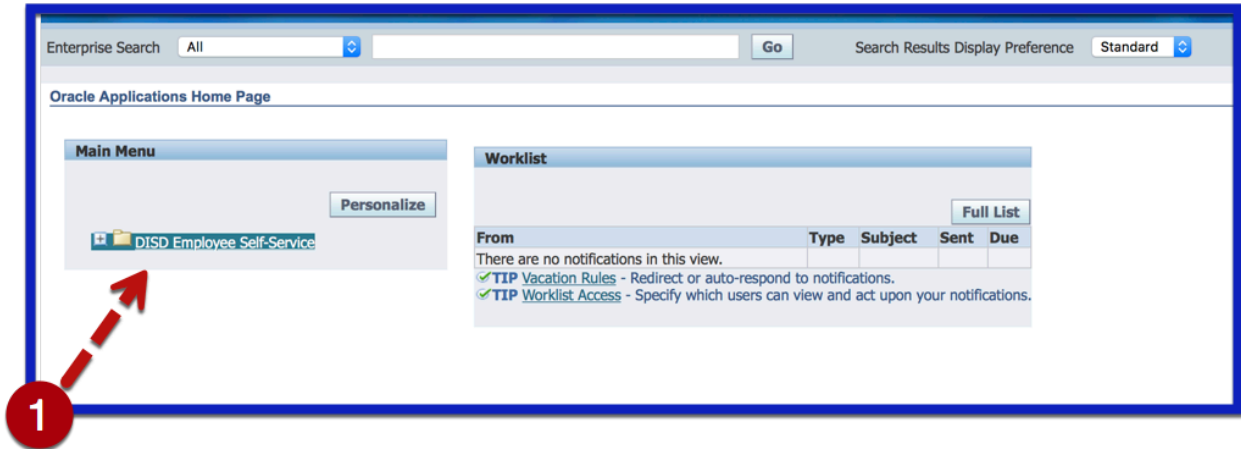 Enterprise Search All Go Search Results Display Preference Standard
Oracle Applications Home Page
Main Menu
Personalize
DISD Employee Self-Service
Worklist
Full List
From Type Subject Sent Due
There are no notifications in this view.
TIP Vacation Rules - Redirect or auto-respond to notifications.
TIP Worklist Access - Specify which users can view and act upon your notifications.
1